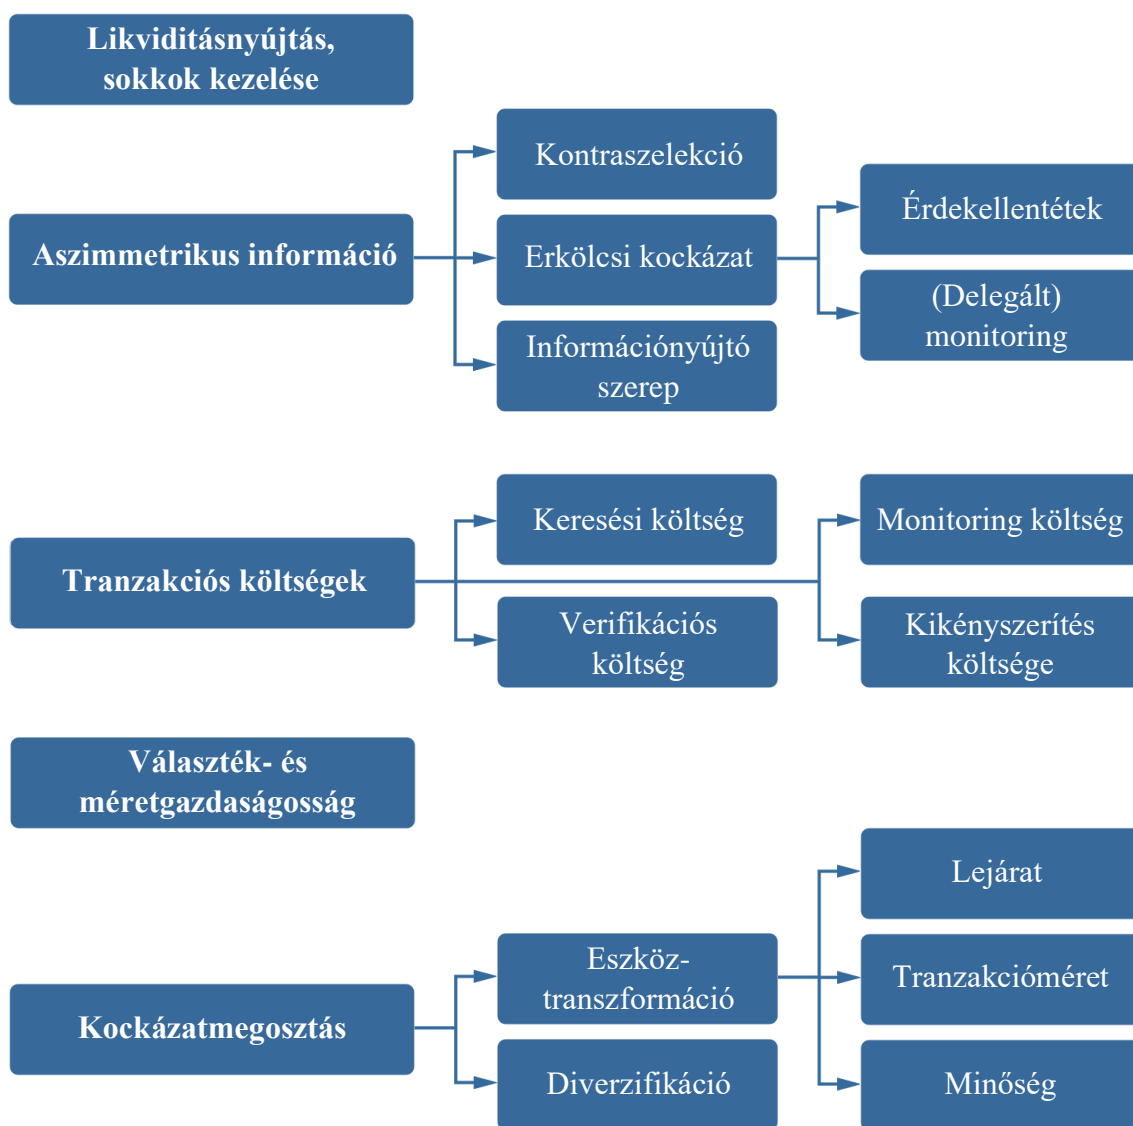 Likviditásnyújtás,
sokkok kezelése
Aszimmetrikus információ
Kontraszelekció
Erkölcsi kockázat
Információnyújtó
szerep
Érdekellentétek
(Delegált)
monitoring
Tranzakciós költségek
Keresési költség
Verifikációs
költség
Monitoring költség
Kikényszerítés
költsége
Választék- és
méretgazdaságosság
Kockázatmegosztás
Eszköz-
transzformáció
Diverzifikáció
Lejárat
Tranzakcióméret
Minőség